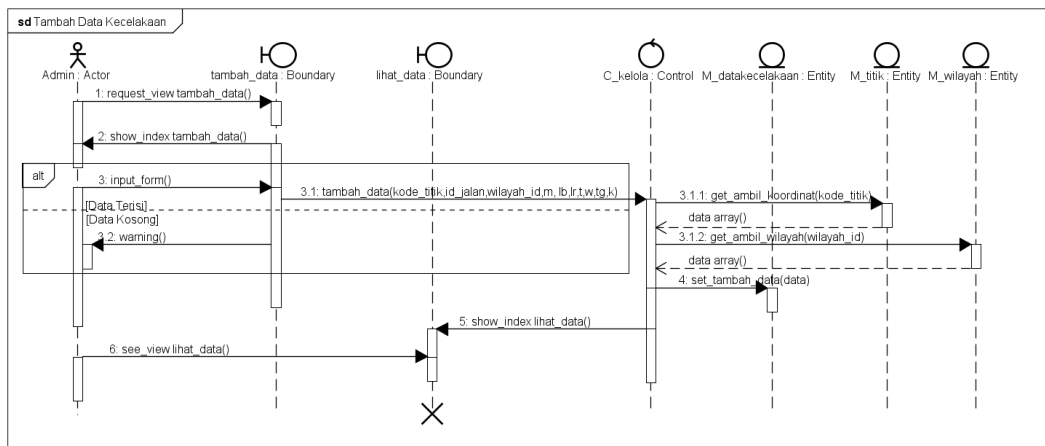 sd Tambah Data Kecelakaan
Admin : Actor
tambah_data : Boundary
lihat_data : Boundary
C_kelola : Control
M_datakecelakaan : Entity
M_titik : Entity
M_wilayah : Entity
1: request_view tambah_data()
2: show_index tambah_data()
alt
3: input_form()
3.1: tambah_data(kode_titik,id_jalan,wilayah_id,m, lb,lr,t,w,tg,k)
3.1.1: get_ambil_koordinat(kode_titik)
[Data Terisi]
[Data Kosong]
data array()
3.2: warning()
3.1.2: get_ambil_wilayah(wilayah_id)
data array()
4: set_tambah_data(data)
5: show_index lihat_data()
6: see_view lihat_data()